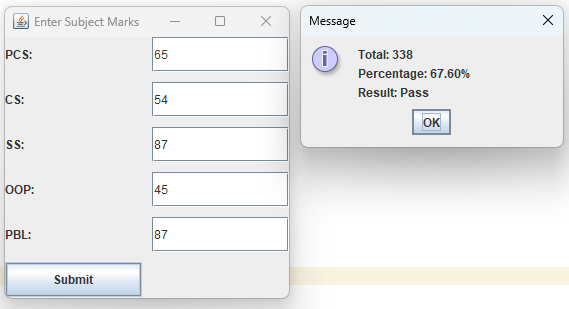 Enter Subject Marks
PCS: 65
CS: 54
SS: 87
OOP: 45
PBL: 87
Submit
Message
Total: 338
Percentage: 67.60%
Result: Pass
OK